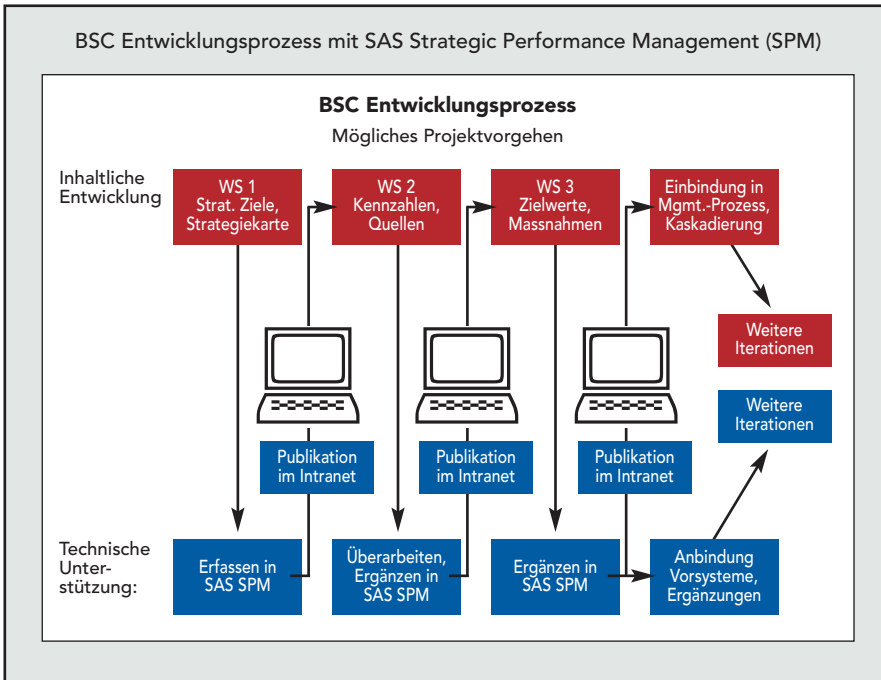 BSC Entwicklungsprozess mit SAS Strategic Performance Management (SPM)
BSC Entwicklungsprozess
Mögliches Projektvorgehen
Inhaltliche
Entwicklung
WS 1
Strat. Ziele,
Strategiekarte
WS 2
Kennzahlen,
Quellen
WS 3
Zielwerte,
Massnahmen
Einbindung in
Mgmt.-Prozess,
Kaskadierung
Weitere
Iterationen
Weitere
Iterationen
Publikation
im Intranet
Publikation
im Intranet
Publikation
im Intranet
Technische
Unter-
stützung:
Erfassen in
SAS SPM
Überarbeiten,
Ergänzen in
SAS SPM
Ergänzen in
SAS SPM
Anbindung
Vorsysteme,
Ergänzungen